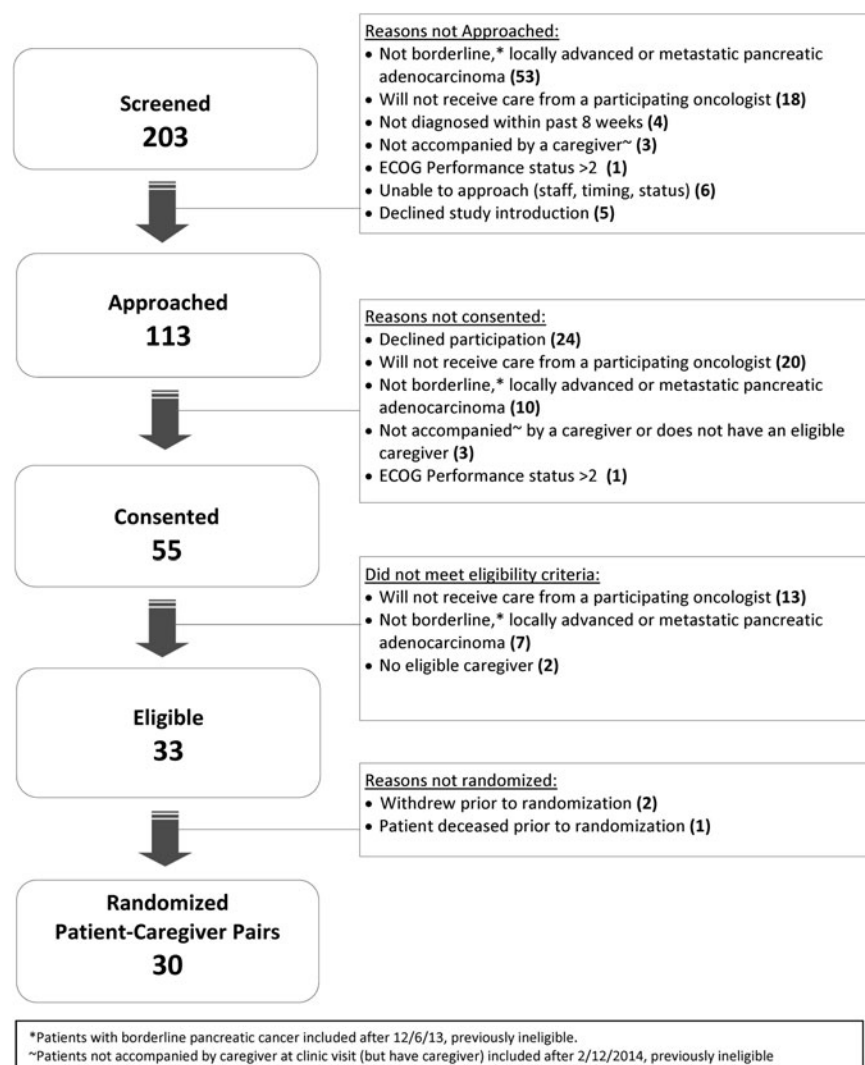 Screened
203
Reasons not Approached:
• Not borderline,* locally advanced or metastatic pancreatic
adenocarcinoma (53)
• Will not receive care from a participating oncologist (18)
• Not diagnosed within past 8 weeks (4)
• Not accompanied by a caregiver~ (3)
• ECOG Performance status >2 (1)
• Unable to approach (staff, timing, status) (6)
• Declined study introduction (5)
Approached
113
Reasons not consented:
• Declined participation (24)
• Will not receive care from a participating oncologist (20)
• Not borderline,* locally advanced or metastatic pancreatic
adenocarcinoma (10)
• Not accompanied~ by a caregiver or does not have an eligible
caregiver (3)
• ECOG Performance status >2 (1)
Consented
55
Did not meet eligibility criteria:
• Will not receive care from a participating oncologist (13)
• Not borderline,* locally advanced or metastatic pancreatic
adenocarcinoma (7)
• No eligible caregiver (2)
Eligible
33
Reasons not randomized:
• Withdrew prior to randomization (2)
• Patient deceased prior to randomization (1)
Randomized
Patient-Caregiver Pairs
30
*Patients with borderline pancreatic cancer included after 12/6/13, previously ineligible.
~Patients not accompanied by caregiver at clinic visit (but have caregiver) included after 2/12/2014, previously ineligible